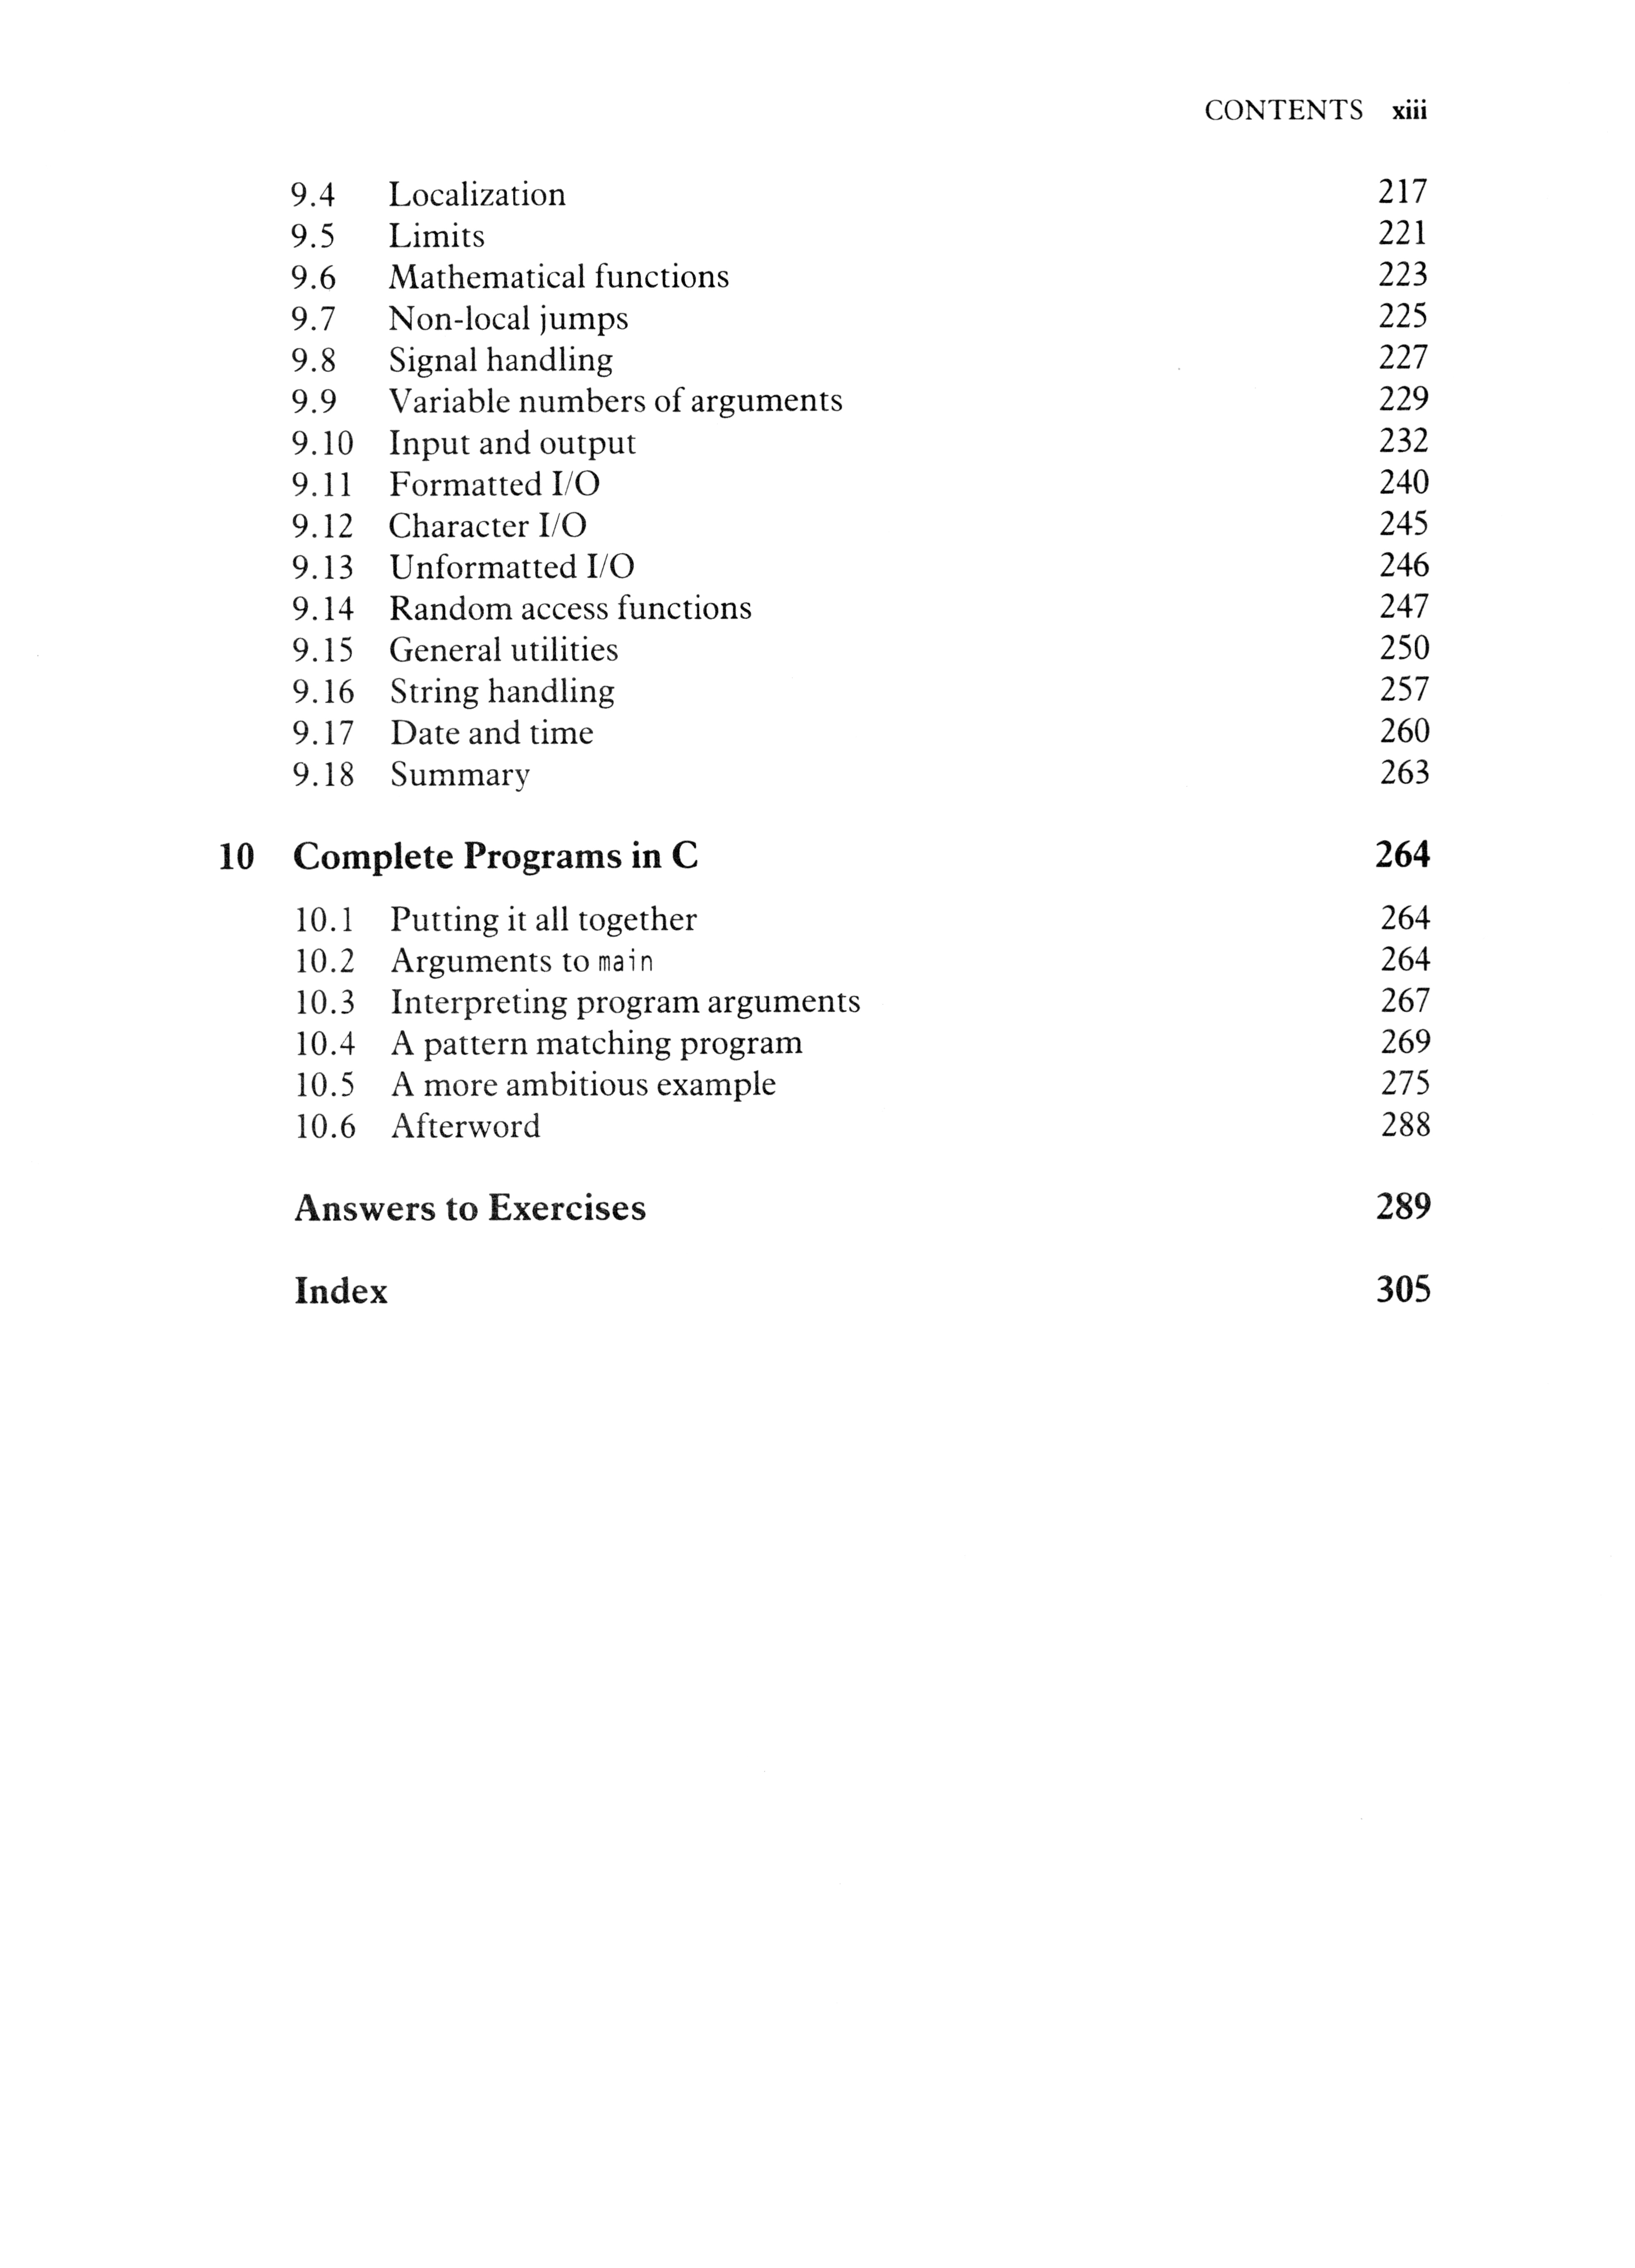 CONTENTS xiii
9.4 Localization 217
9.5 Limits 221
9.6 Mathematical functions 223
9.7 Non-local jumps 225
9.8 Signal handling 227
9.9 Variable numbers of arguments 229
9.10 Input and output 232
9.11 Formatted I/O 240
9.12 Character I/O 245
9.13 Unformatted I/O 246
9.14 Random access functions 247
9.15 General utilities 250
9.16 String handling 257
9.17 Date and time 260
9.18 Summary 263
10 Complete Programs in C 264
10.1 Putting it all together 264
10.2 Arguments to main 264
10.3 Interpreting program arguments 267
10.4 A pattern matching program 269
10.5 A more ambitious example 275
10.6 Afterword 288
Answers to Exercises 289
Index 305